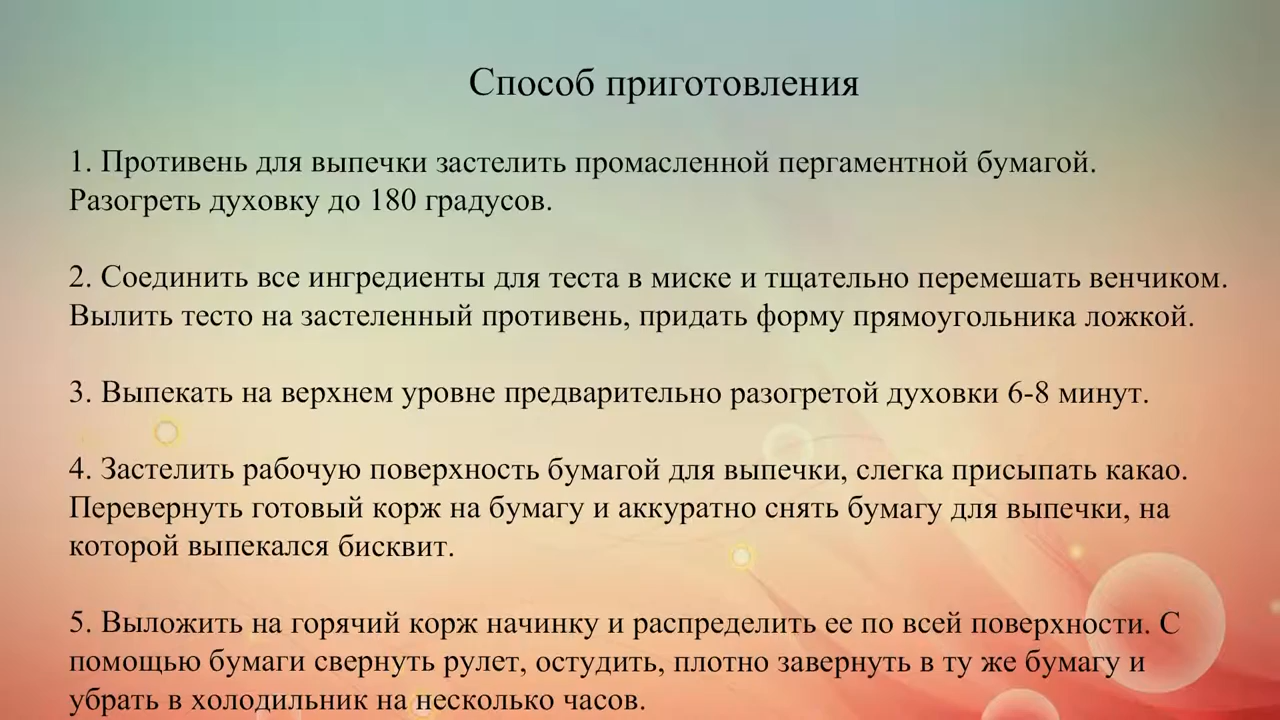 Способ приготовления
1. Противень для выпечки застелить промасленной пергаментной бумагой.
Разогреть духовку до 180 градусов.
2. Соединить все ингредиенты для теста в миске и тщательно перемешать венчиком.
Вылить тесто на застеленный противень, придать форму прямоугольника ложкой.
3. Выпекать на верхнем уровне предварительно разогретой духовки 6-8 минут.
4. Застелить рабочую поверхность бумагой для выпечки, слегка присыпать какао.
Перевернуть готовый корж на бумагу и аккуратно снять бумагу для выпечки, на
которой выпекался бисквит.
5. Выложить на горячий корж начинку и распределить ее по всей поверхности. С
помощью бумаги свернуть рулет, остудить, плотно завернуть в ту же бумагу и
убрать в холодильник на несколько часов.